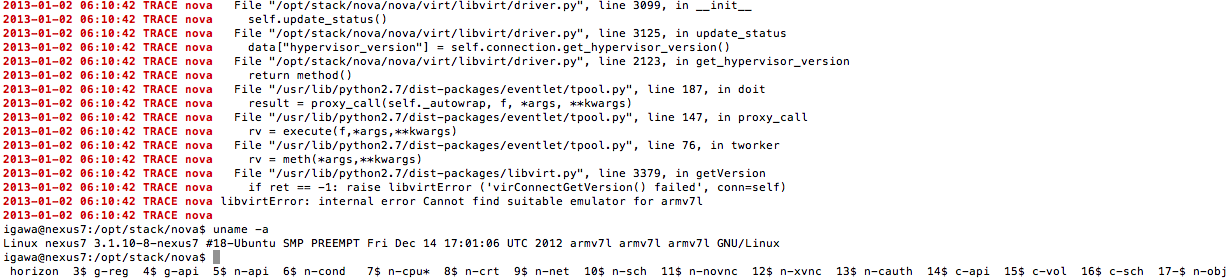 2013-01-02 06:10:42 TRACE nova   File "/opt/stack/nova/nova/virt/libvirt/driver.py", line 3099, in __init__
2013-01-02 06:10:42 TRACE nova     self.update_status()
2013-01-02 06:10:42 TRACE nova   File "/opt/stack/nova/nova/virt/libvirt/driver.py", line 3125, in update_status
2013-01-02 06:10:42 TRACE nova     data["hypervisor_version"] = self.connection.get_hypervisor_version()
2013-01-02 06:10:42 TRACE nova   File "/opt/stack/nova/nova/virt/libvirt/driver.py", line 2123, in get_hypervisor_version
2013-01-02 06:10:42 TRACE nova     return method()
2013-01-02 06:10:42 TRACE nova   File "/usr/lib/python2.7/dist-packages/eventlet/tpool.py", line 187, in doit
2013-01-02 06:10:42 TRACE nova     result = proxy_call(self._autowrap, f, *args, **kwargs)
2013-01-02 06:10:42 TRACE nova   File "/usr/lib/python2.7/dist-packages/eventlet/tpool.py", line 147, in proxy_call
2013-01-02 06:10:42 TRACE nova     rv = execute(f,*args,**kwargs)
2013-01-02 06:10:42 TRACE nova   File "/usr/lib/python2.7/dist-packages/eventlet/tpool.py", line 76, in tworker
2013-01-02 06:10:42 TRACE nova     rv = meth(*args,**kwargs)
2013-01-02 06:10:42 TRACE nova   File "/usr/lib/python2.7/dist-packages/libvirt.py", line 3379, in getVersion
2013-01-02 06:10:42 TRACE nova     if ret == -1: raise libvirtError ('virConnectGetVersion() failed', conn=self)
2013-01-02 06:10:42 TRACE nova libvirtError: internal error Cannot find suitable emulator for armv7l
2013-01-02 06:10:42 TRACE nova
igawa@nexus7:/opt/stack/nova$ uname -a
Linux nexus7 3.1.10-8-nexus7 #18-Ubuntu SMP PREEMPT Fri Dec 14 17:01:06 UTC 2012 armv7l armv7l armv7l GNU/Linux
igawa@nexus7:/opt/stack/nova$
horizon  3$ g-reg  4$ g-api  5$ n-api  6$ n-cond   7$ n-cpu*  8$ n-crt  9$ n-net  10$ n-sch  11$ n-novnc  12$ n-xvnc  13$ n-cauth  14$ c-api  15$ c-vol  16$ c-sch  17-$ n-obj